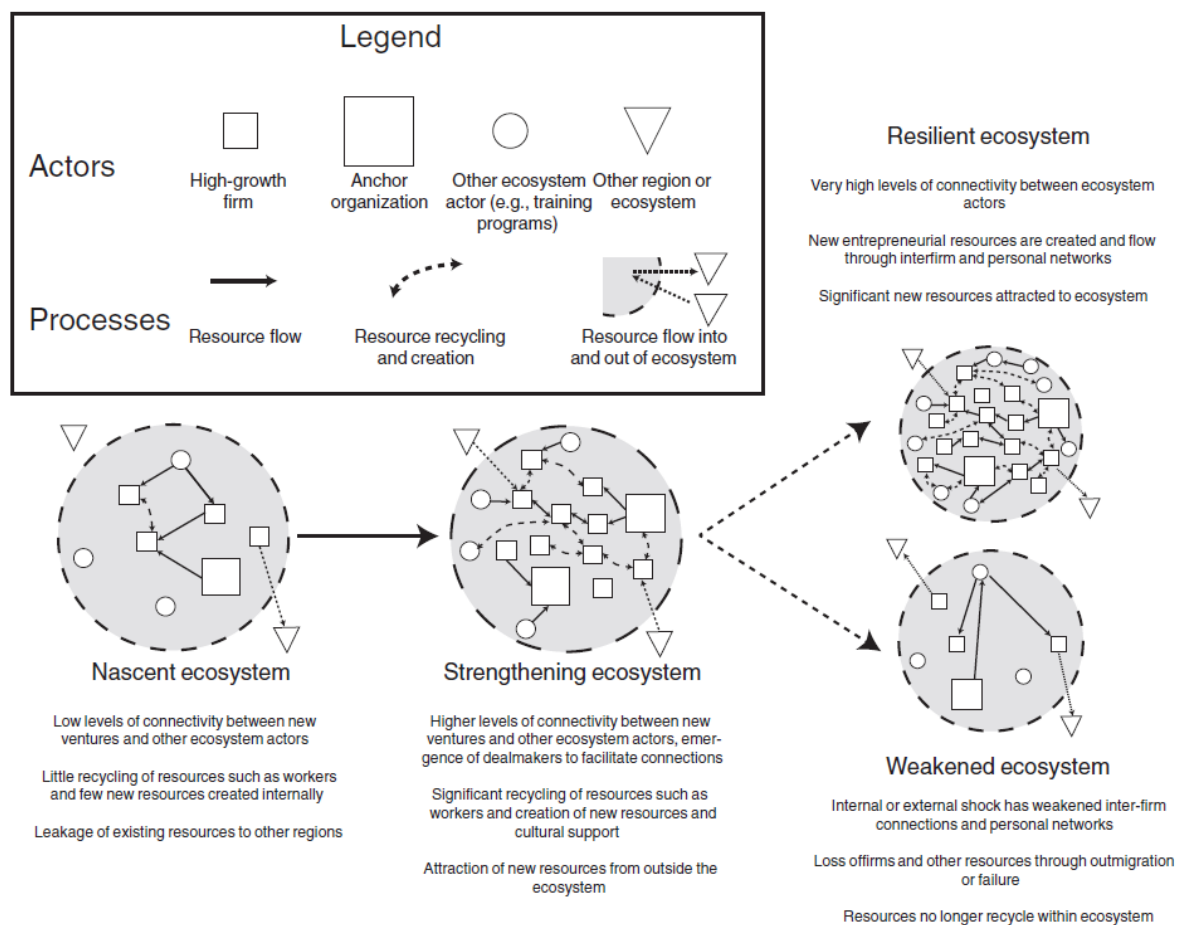 Legend
Actors
High-growth
firm
Anchor
organization
Other ecosystem
actor (e.g., training
programs)
Other region or
ecosystem
Processes
Resource flow
Resource recycling
and creation
Resource flow into
and out of ecosystem
Nascent ecosystem
Low levels of connectivity between new
ventures and other ecosystem actors
Little recycling of resources such as workers
and few new resources created internally
Leakage of existing resources to other regions
Strengthening ecosystem
Higher levels of connectivity between new
ventures and other ecosystem actors, emer-
gence of dealmakers to facilitate connections
Significant recycling of resources such as
workers and creation of new resources and
cultural support
Attraction of new resources from outside the
ecosystem
Resilient ecosystem
Very high levels of connectivity between ecosystem
actors
New entrepreneurial resources are created and flow
through interfirm and personal networks
Significant new resources attracted to ecosystem
Weakened ecosystem
Internal or external shock has weakened inter-firm
connections and personal networks
Loss offirms and other resources through outmigration
or failure
Resources no longer recycle within ecosystem